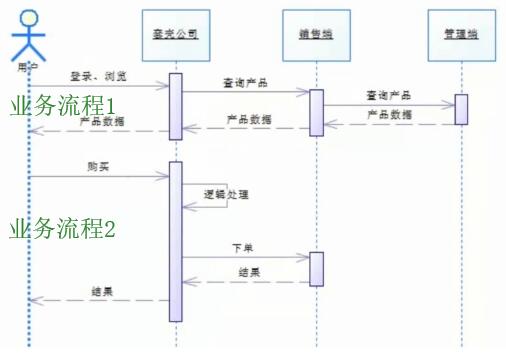 套壳公司
销售端
管理端
用户
登录、浏览
查询产品
查询产品
业务流程1
产品数据
产品数据
产品数据
购买
逻辑处理
业务流程2
下单
结果
结果